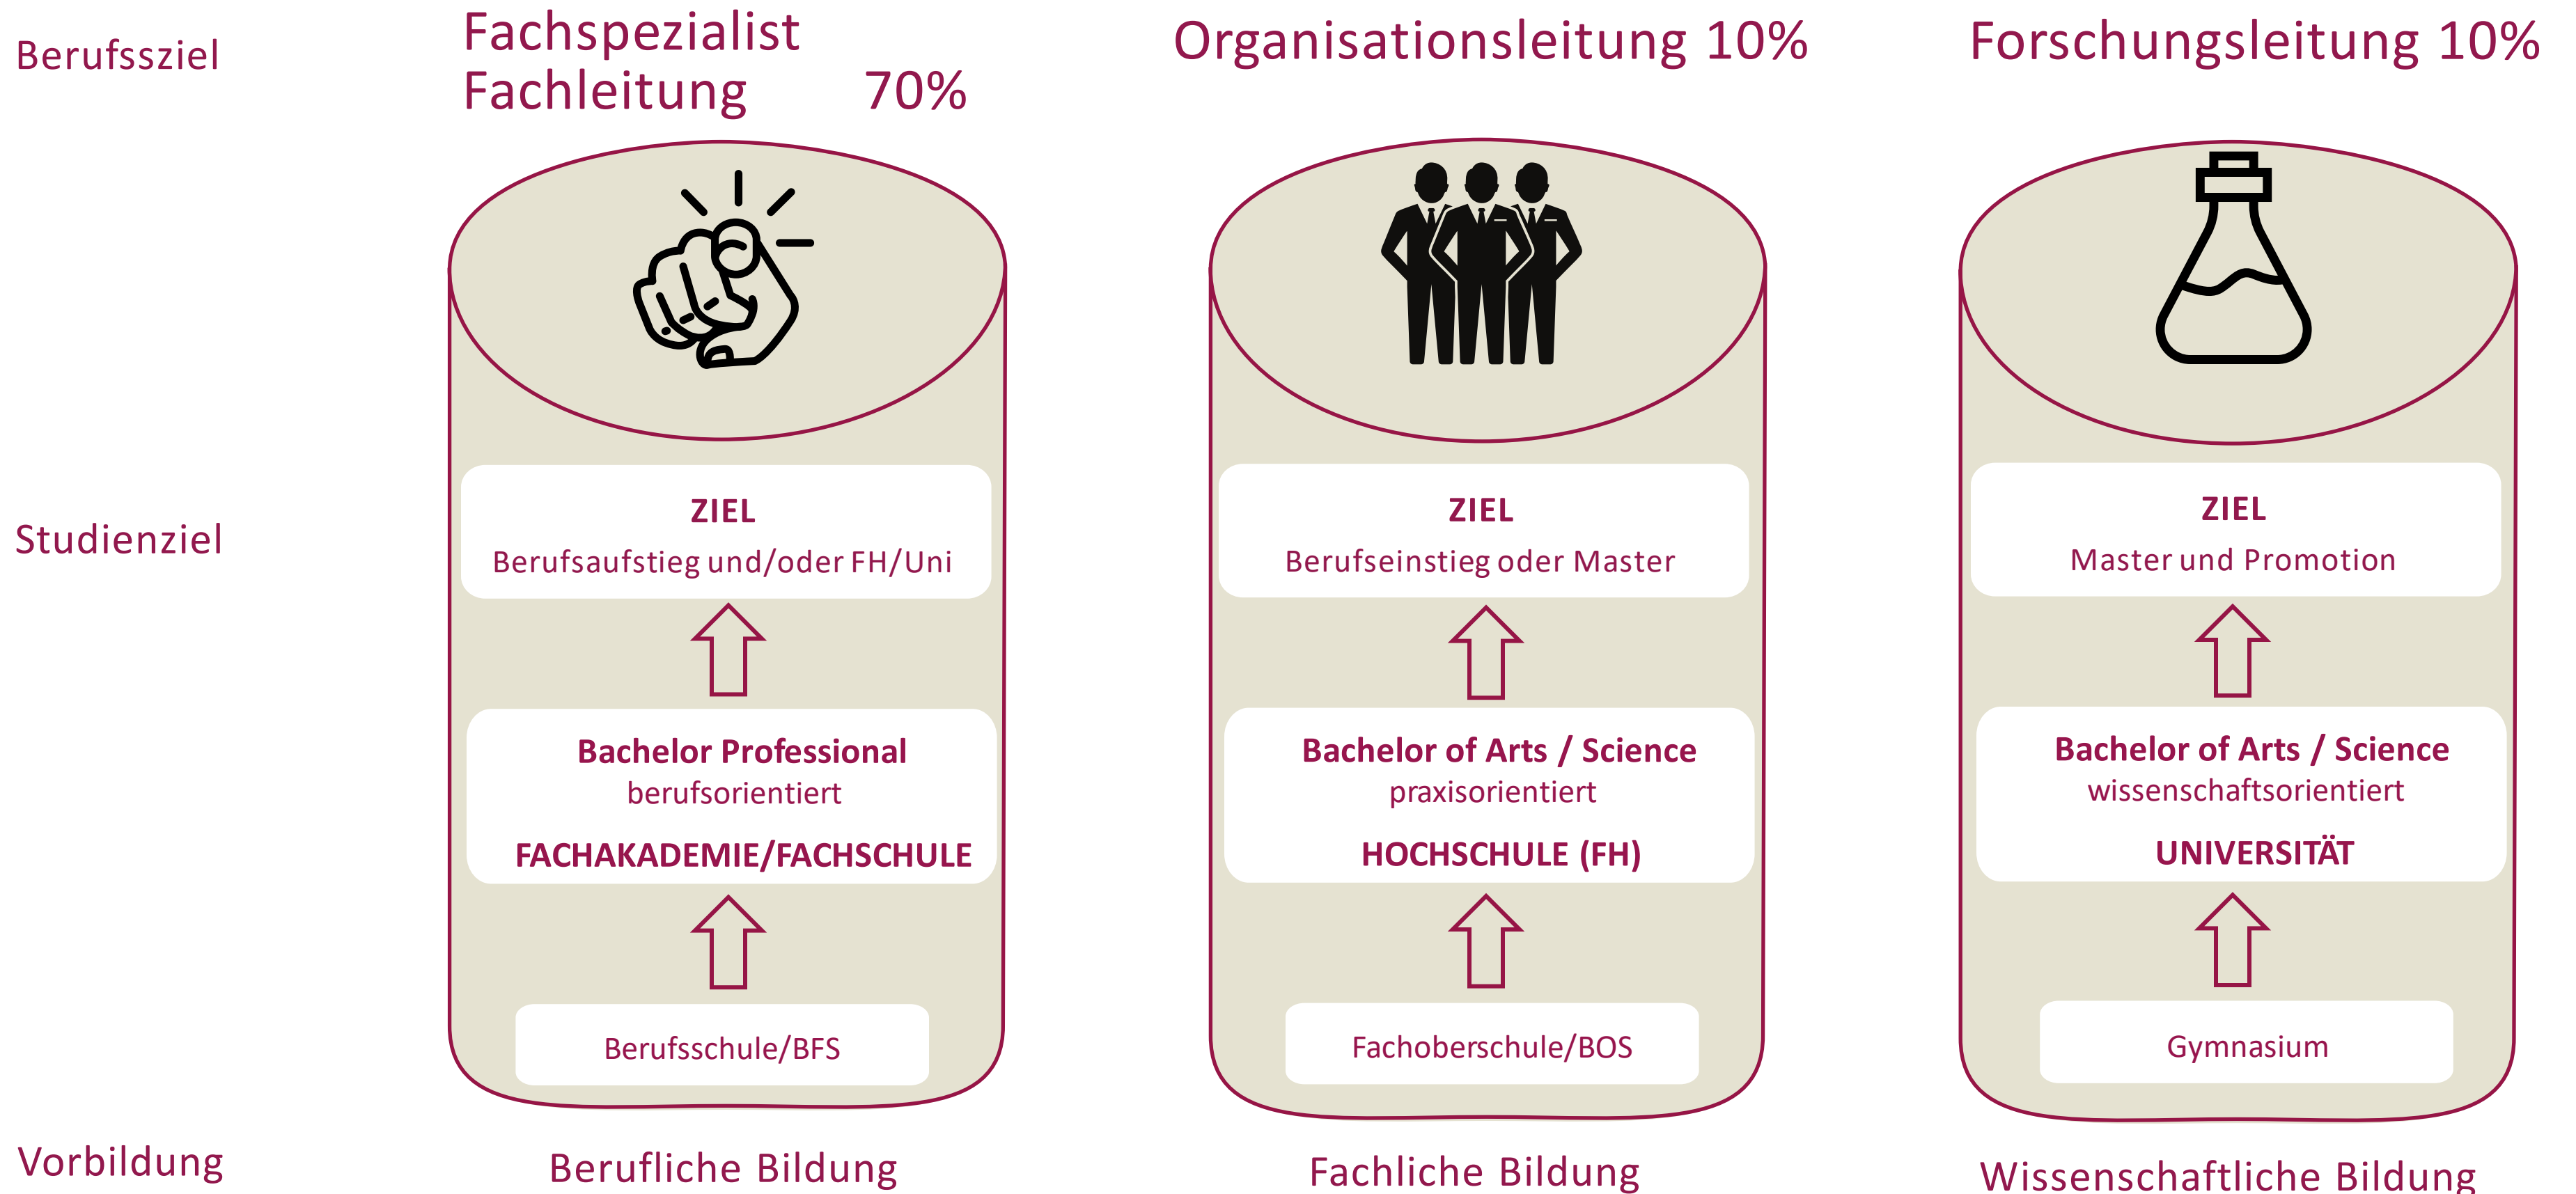 Berufssziel
Fachspezialist
Fachleitung 70%
Organisationsleitung 10%
Forschungsleitung 10%
Studienziel
ZIEL
Berufsaufstieg und/oder FH/Uni
Bachelor Professional
berufsorientiert
FACHAKADEMIE/FACHSCHULE
Berufsschule/BFS
ZIEL
Berufseinstieg oder Master
Bachelor of Arts / Science
praxisorientiert
HOCHSCHULE (FH)
Fachoberschule/BOS
ZIEL
Master und Promotion
Bachelor of Arts / Science
wissenschaftsorientiert
UNIVERSITÄT
Gymnasium
Vorbildung
Berufliche Bildung
Fachliche Bildung
Wissenschaftliche Bildung